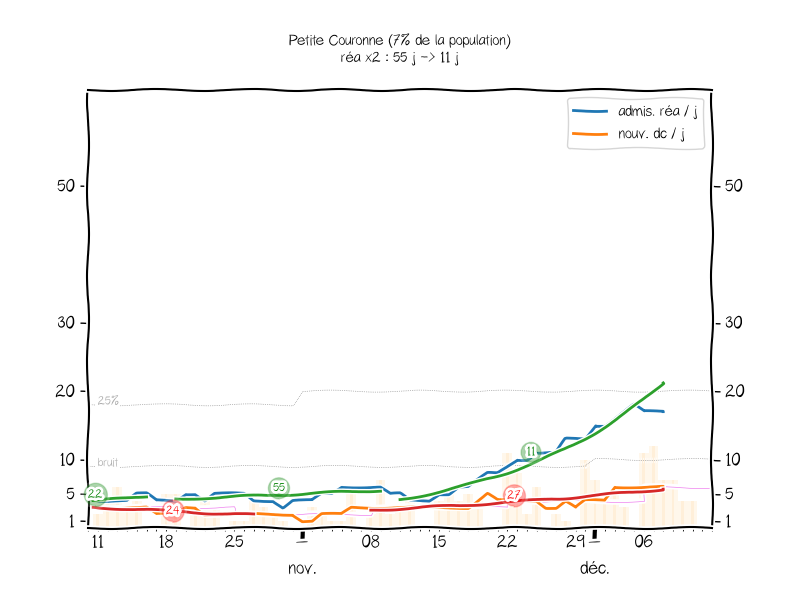 Petite Couronne (7% de la population)
réa x2 : 55 j -> 11 j
admis. réa / j
nouv. dc / j
50
50
30
30
20
20
25%
10
10
bruit
5
5
1
1
22
24
55
11
27
11 18 25 08 15 22 29 06
nov. déc.